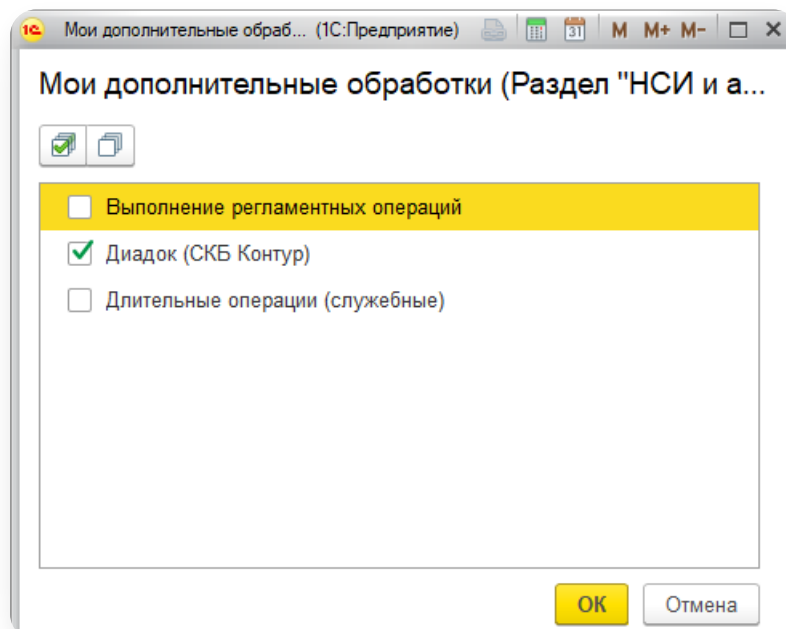 1С Мои дополнительные обраб... (1С:Предприятие) 31 М М+ М-
Мои дополнительные обработки (Раздел "НСИ и а...
Выполнение регламентных операций
Диадок (СКБ Контур)
Длительные операции (служебные)
ОК Отмена